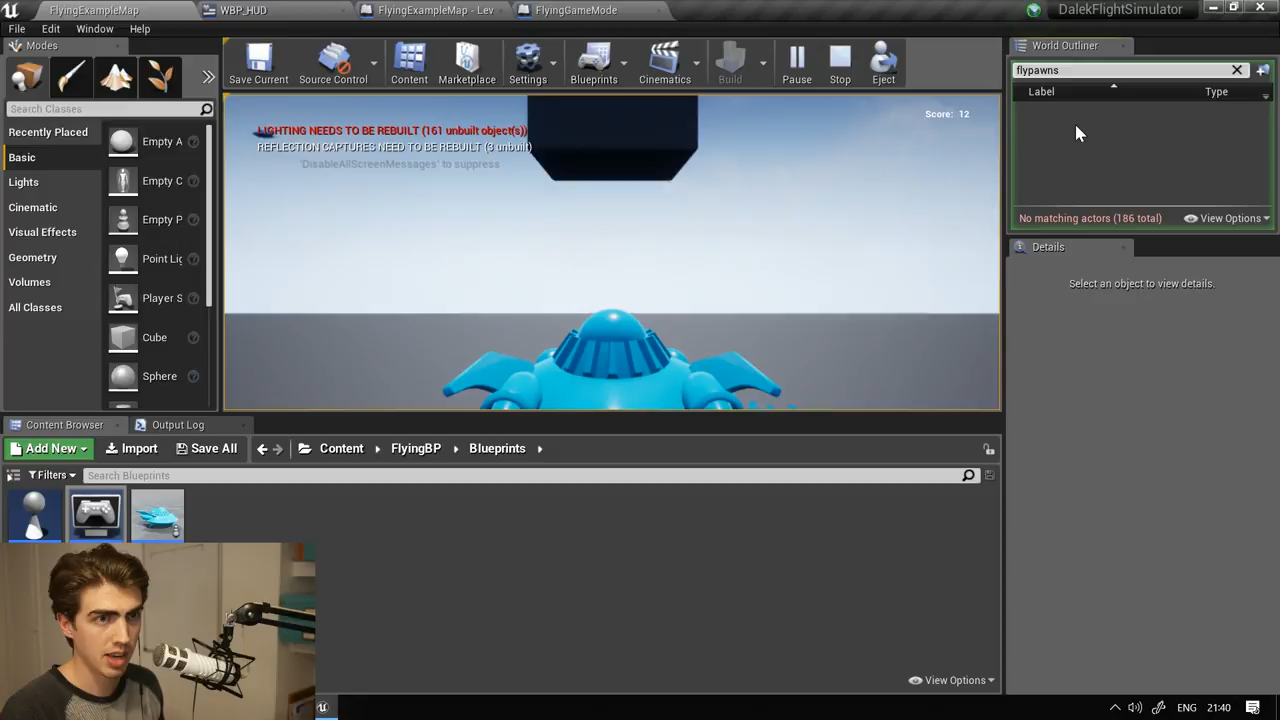 FlyingExampleMap
WBP_HUD
FlyingExampleMap - Lev
FlyingGameMode
DalekFlightSimulator
File
Edit
Window
Help
Modes
World Outliner
Save Current
Source Control
Content
Marketplace
Settings
Blueprints
Cinematics
Build
Pause
Stop
Eject
flypawns
Label
Type
Search Classes
Recently Placed
Basic
Lights
Cinematic
Visual Effects
Geometry
Volumes
All Classes
Empty A
Empty C
Empty P
Point Lig
Player S
Cube
Sphere
LIGHTING NEEDS TO BE REBUILT (161 unbuilt object(s))
REFLECTION CAPTURES NEED TO BE REBUILT (3 unbuilt)
'DisableAllScreenMessages' to suppress
Score: 12
No matching actors (186 total)
View Options
Details
Select an object to view details.
Content Browser
Output Log
Add New
Import
Save All
Content
FlyingBP
Blueprints
Filters
Search Blueprints
View Options
ENG
21:40